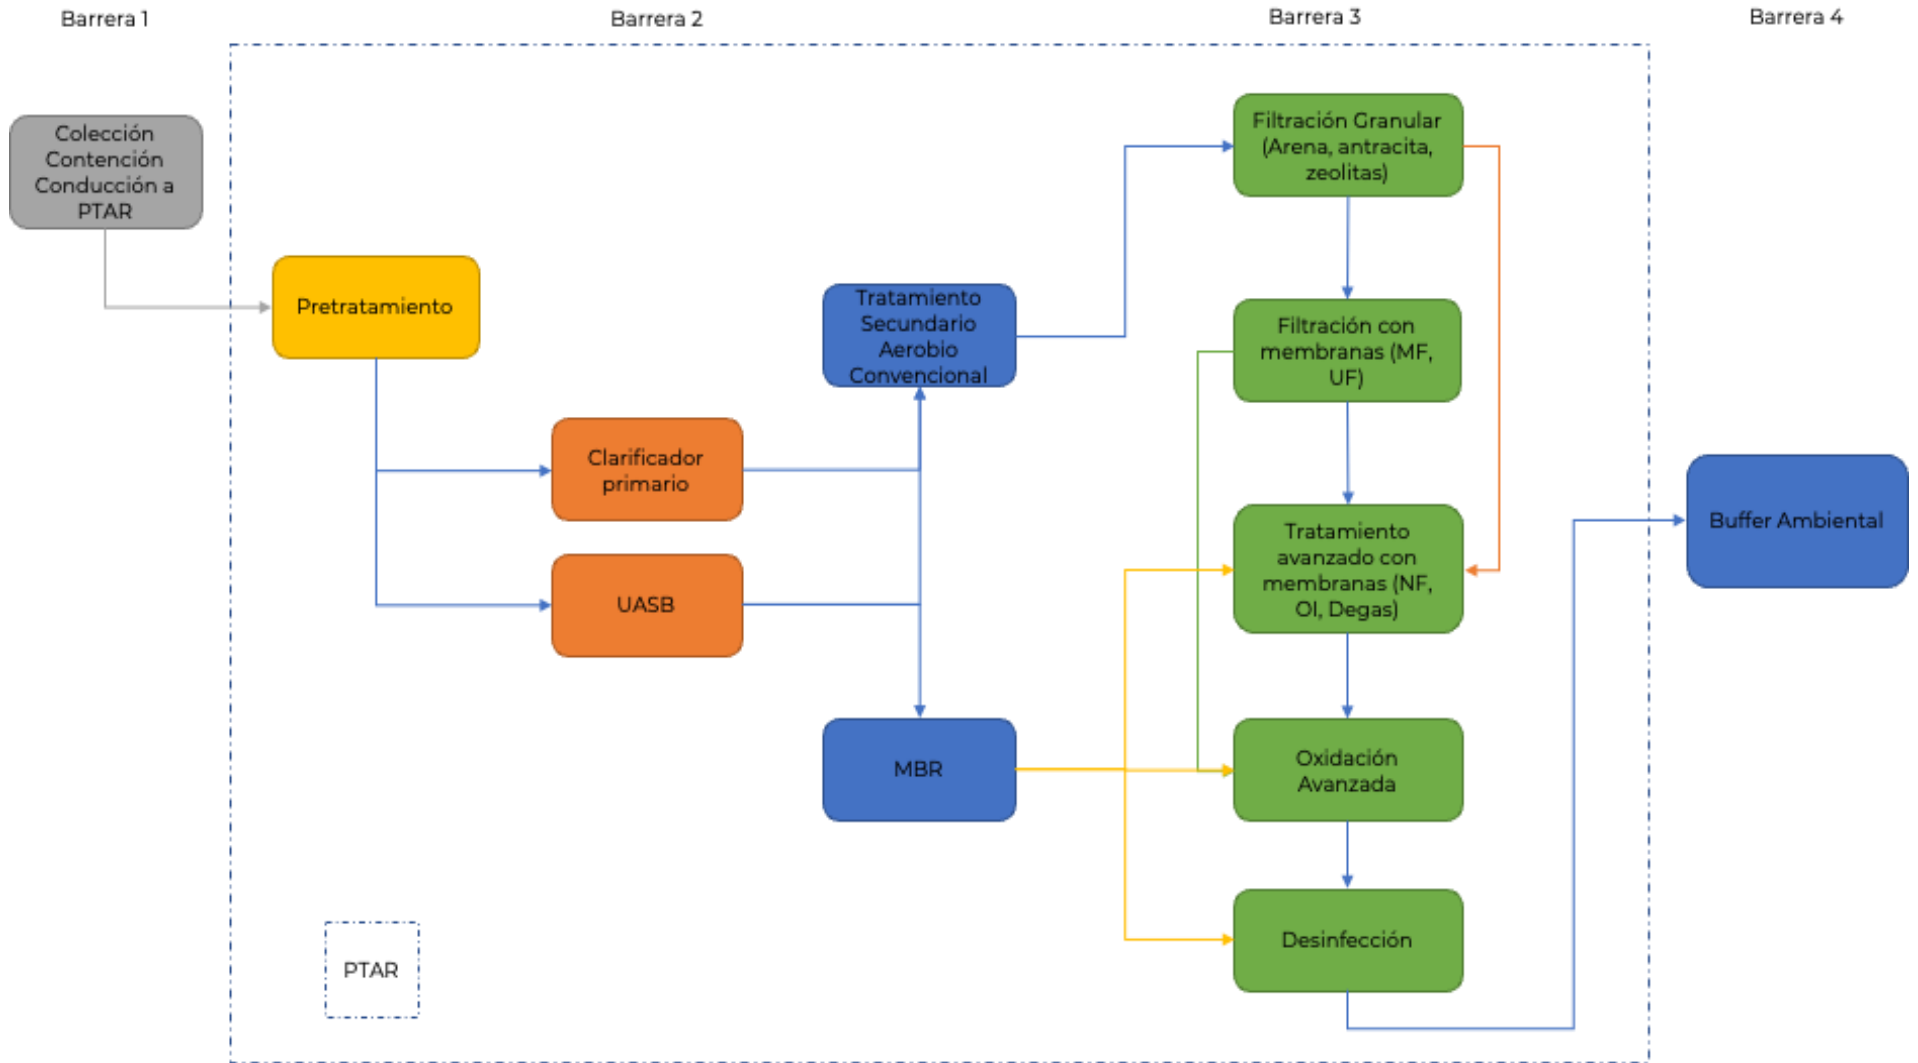 Barrera 1
Barrera 2
Barrera 3
Barrera 4
Colección
Contención
Conducción a
PTAR
Pretratamiento
Clarificador
primario
UASB
Tratamiento
Secundario
Aerobio
Convencional
MBR
Filtración Granular
(Arena, antracita,
zeolitas)
Filtración con
membranas (MF,
UF)
Tratamiento
avanzado con
membranas (NF,
OI, Degas)
Oxidación
Avanzada
Desinfección
Buffer Ambiental
PTAR